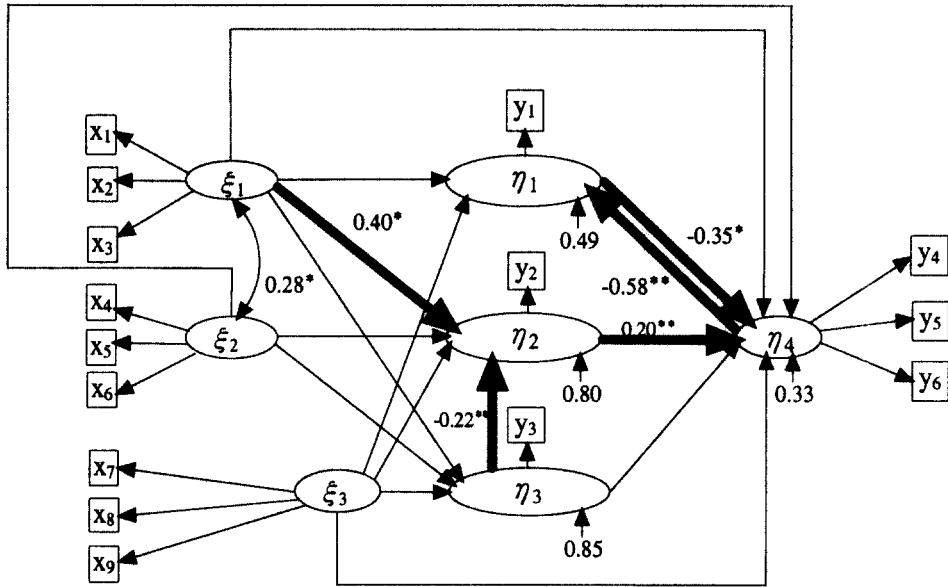 x1
x2
x3
x4
x5
x6
x7
x8
x9
ξ1
ξ2
ξ3
0.28*
0.40*
y1
η1
0.49
-0.35*
-0.58**
y2
η2
0.20**
0.80
-0.22**
y3
η3
0.85
η4
0.33
y4
y5
y6